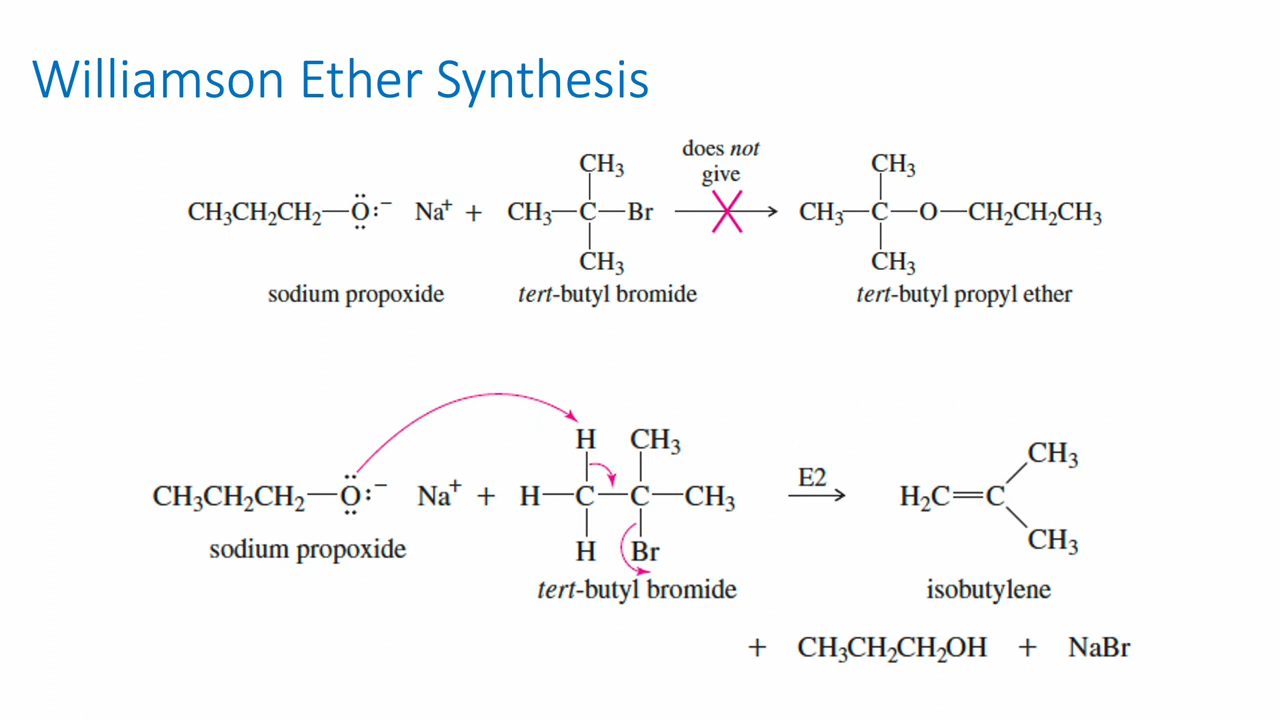 Williamson Ether Synthesis
does not
give
CH₃
CH₃
CH₃CH₂CH₂—Ö:⁻ Na⁺ + CH₃—C—Br
CH₃—C—O—CH₂CH₂CH₃
CH₃
CH₃
sodium propoxide
tert-butyl bromide
tert-butyl propyl ether
H CH₃
CH₃
CH₃CH₂CH₂—Ö:⁻ Na⁺ + H—C—C—CH₃
E2
H₂C=C
H Br
CH₃
sodium propoxide
tert-butyl bromide
isobutylene
+ CH₃CH₂CH₂OH + NaBr